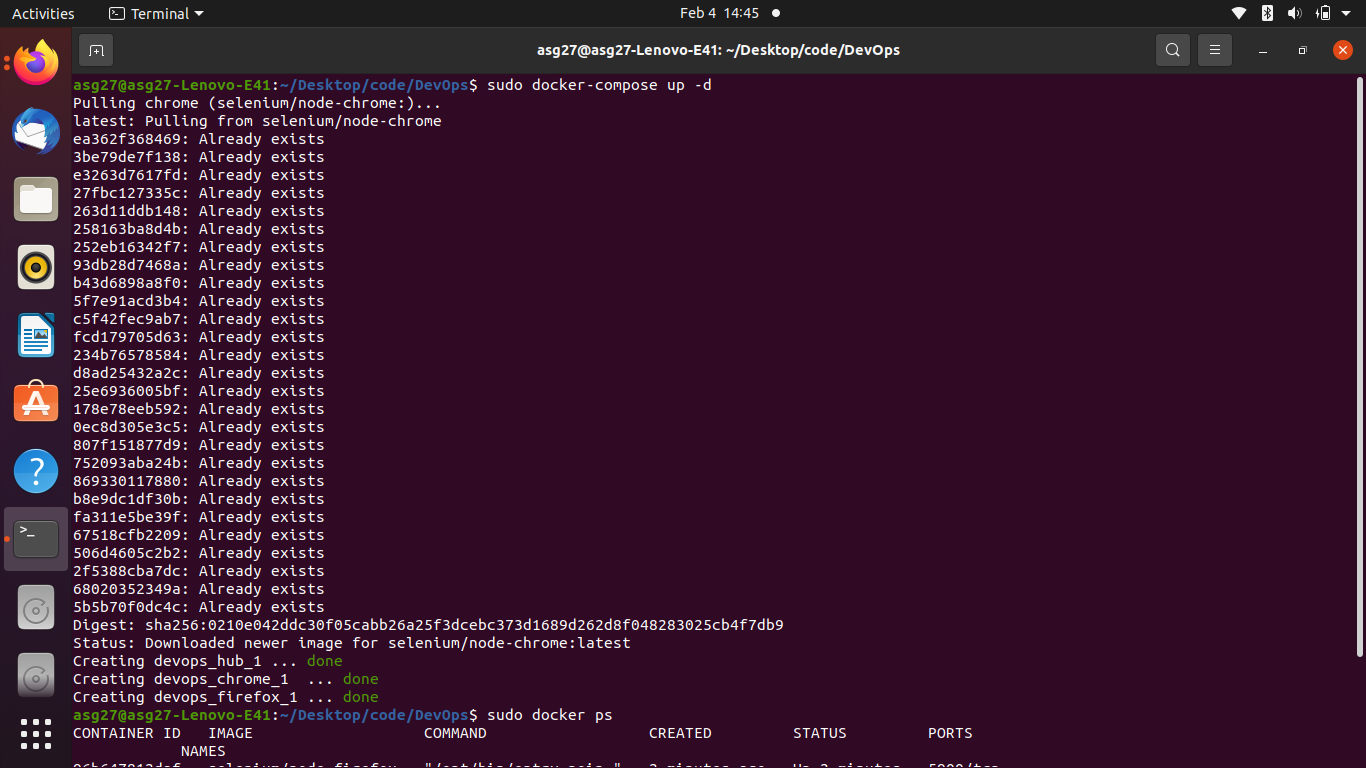 Activities Terminal Feb 4 14:45
asg27@asg27-Lenovo-E41: ~/Desktop/code/DevOps
asg27@asg27-Lenovo-E41:~/Desktop/code/DevOps$ sudo docker-compose up -d
Pulling chrome (selenium/node-chrome:)...
latest: Pulling from selenium/node-chrome
ea362f368469: Already exists
3be79de7f138: Already exists
e3263d7617fd: Already exists
27fbc127335c: Already exists
263d11ddb148: Already exists
258163ba8d4b: Already exists
252eb16342f7: Already exists
93db28d7468a: Already exists
b43d6898a8f0: Already exists
5f7e91acd3b4: Already exists
c5f42fec9ab7: Already exists
fcd179705d63: Already exists
234b76578584: Already exists
d8ad25432a2c: Already exists
25e6936005bf: Already exists
178e78eeb592: Already exists
0ec8d305e3c5: Already exists
807f151877d9: Already exists
752093aba24b: Already exists
869330117880: Already exists
b8e9dc1df30b: Already exists
fa311e5be39f: Already exists
67518cfb2209: Already exists
506d4605c2b2: Already exists
2f5388cba7dc: Already exists
68020352349a: Already exists
5b5b70f0dc4c: Already exists
Digest: sha256:0210e042ddc30f05cabb26a25f3dcebc373d1689d262d8f048283025cb4f7db9
Status: Downloaded newer image for selenium/node-chrome:latest
Creating devops_hub_1 ... done
Creating devops_chrome_1 ... done
Creating devops_firefox_1 ... done
asg27@asg27-Lenovo-E41:~/Desktop/code/DevOps$ sudo docker ps
CONTAINER ID IMAGE COMMAND CREATED STATUS PORTS
NAMES